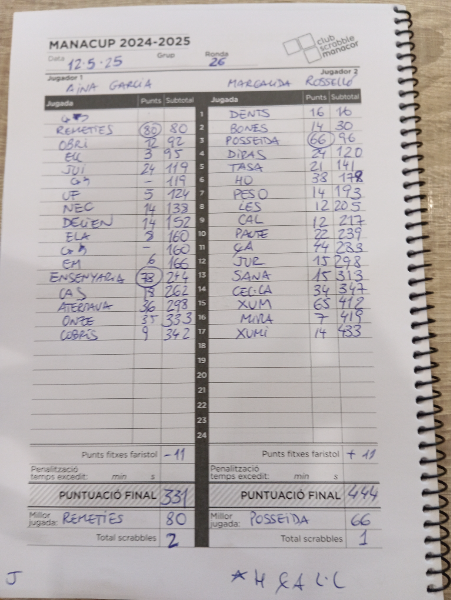 MANACUP 2024-2025
club scrabble manacor
Data 12·5·25 Grup Ronda 26
Jugador 1 AINA GARCIA Jugador 2 MARGALIDA ROSSELLÓ
Jugada Punts Subtotal Jugada Punts Subtotal
1 DENTS 16 16
REMETIES 80 80 2 BONES 14 30
OBRI 12 92 3 POSSEIDA 66 96
ELL 3 95 4 DIRAS 24 120
JUI 24 119 5 TASA 21 141
- 119 6 HO 38 178
UF 5 124 7 PESO 14 193
NEC 14 138 8 LES 12 205
DELIEN 14 152 9 CAL 12 217
ELA 8 160 10 PAUTE 22 239
- 160 11 ÇA 44 283
EM 6 166 12 JUR 15 298
ENSENYARIA 78 244 13 SANA 15 313
CAS 18 262 14 CEL·LA 34 347
ATERRAVA 36 298 15 XUM 65 412
ONZE 35 333 16 MIRA 7 419
COBRÍS 9 342 17 XUMI 14 433
18
19
20
21
22
23
24
Punts fitxes faristol -11 Punts fitxes faristol +11
Penalització temps excedit: min s Penalització temps excedit: min s
PUNTUACIÓ FINAL 331 PUNTUACIÓ FINAL 444
Millor jugada: REMETIES 80 Millor jugada: POSSEIDA 66
Total scrabbles 2 Total scrabbles 1
J